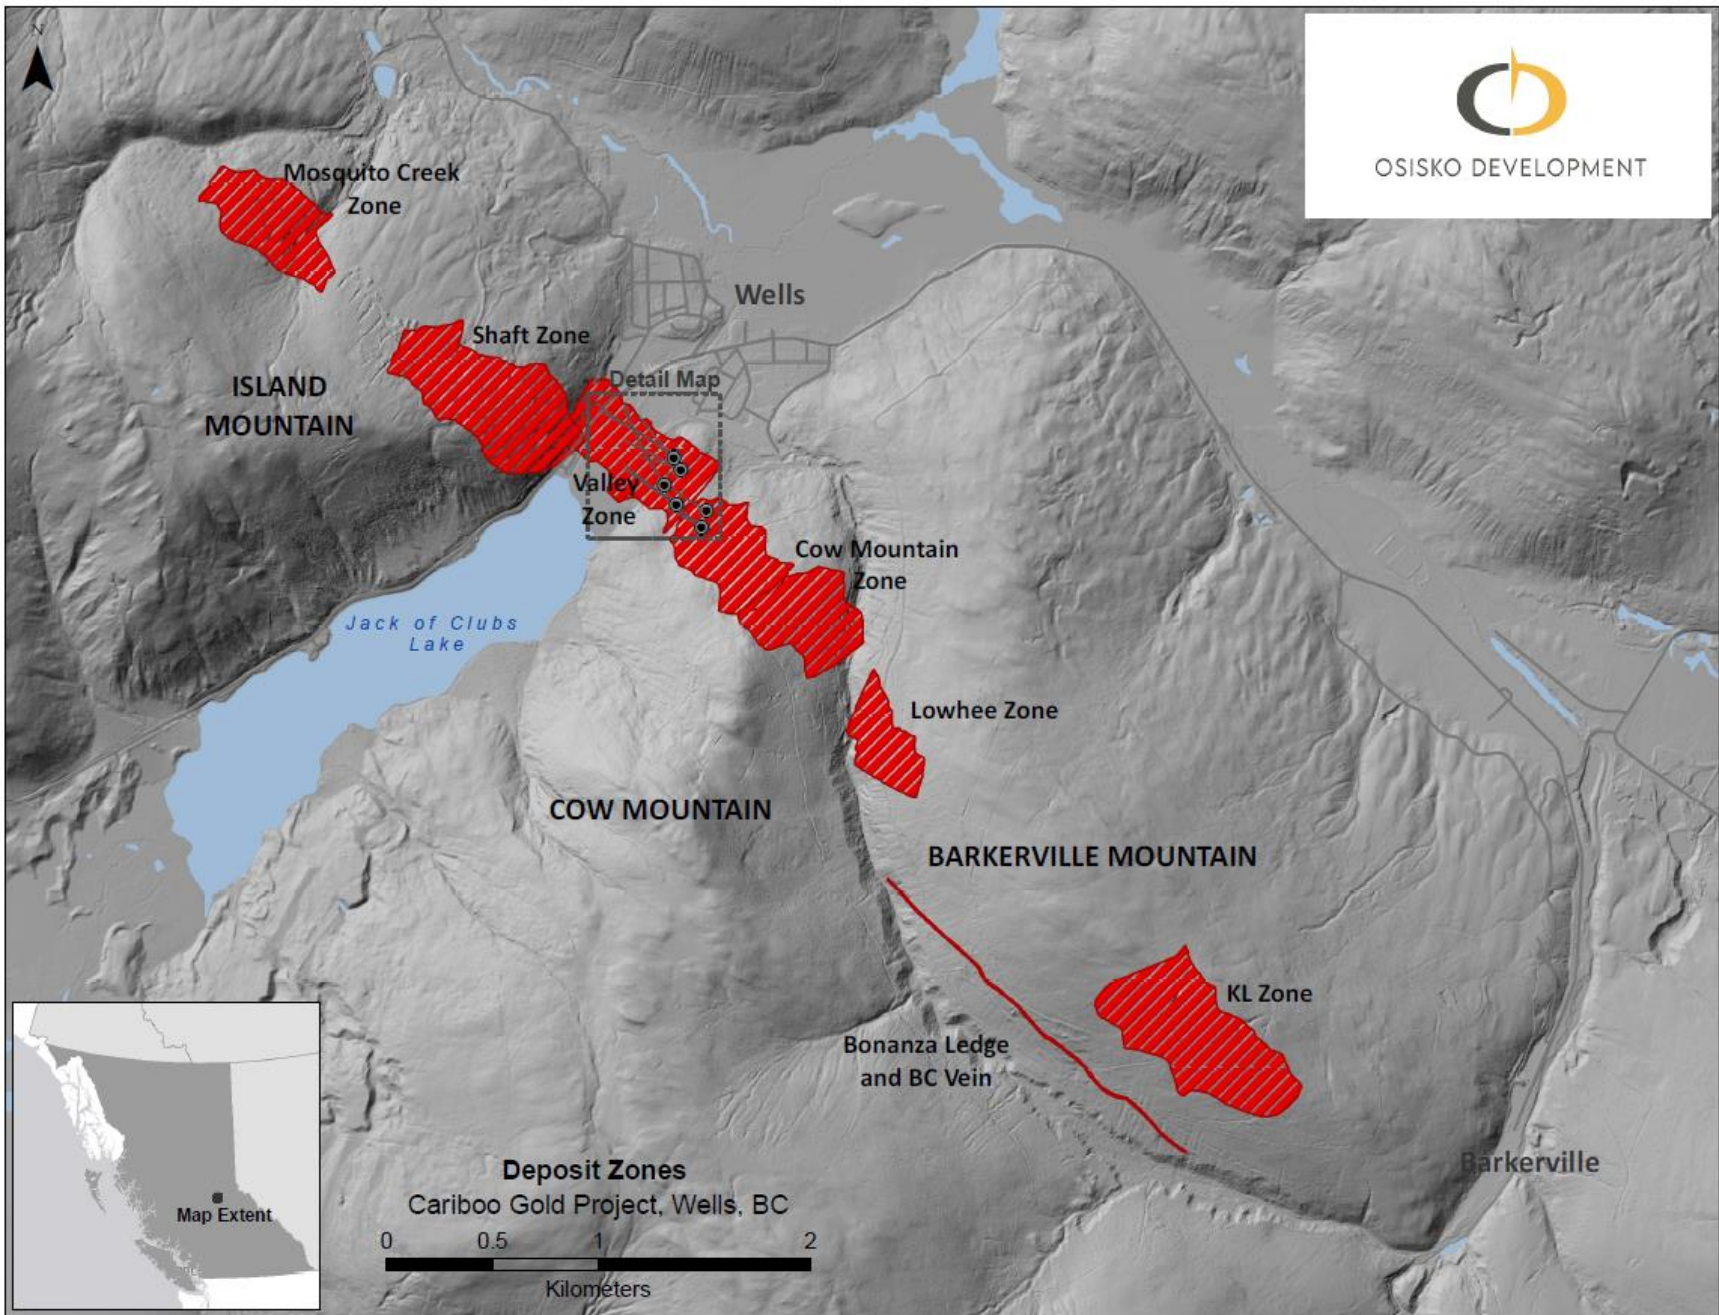 N
OSISKO DEVELOPMENT
Mosquito Creek
Zone
Wells
Shaft Zone
Detail Map
ISLAND
MOUNTAIN
Valley
Zone
Cow Mountain
Zone
Jack of Clubs
Lake
Lowhee Zone
COW MOUNTAIN
BARKERVILLE MOUNTAIN
KL Zone
Bonanza Ledge
and BC Vein
Barkerville
Map Extent
Deposit Zones
Cariboo Gold Project, Wells, BC
0 0.5 1 2
Kilometers